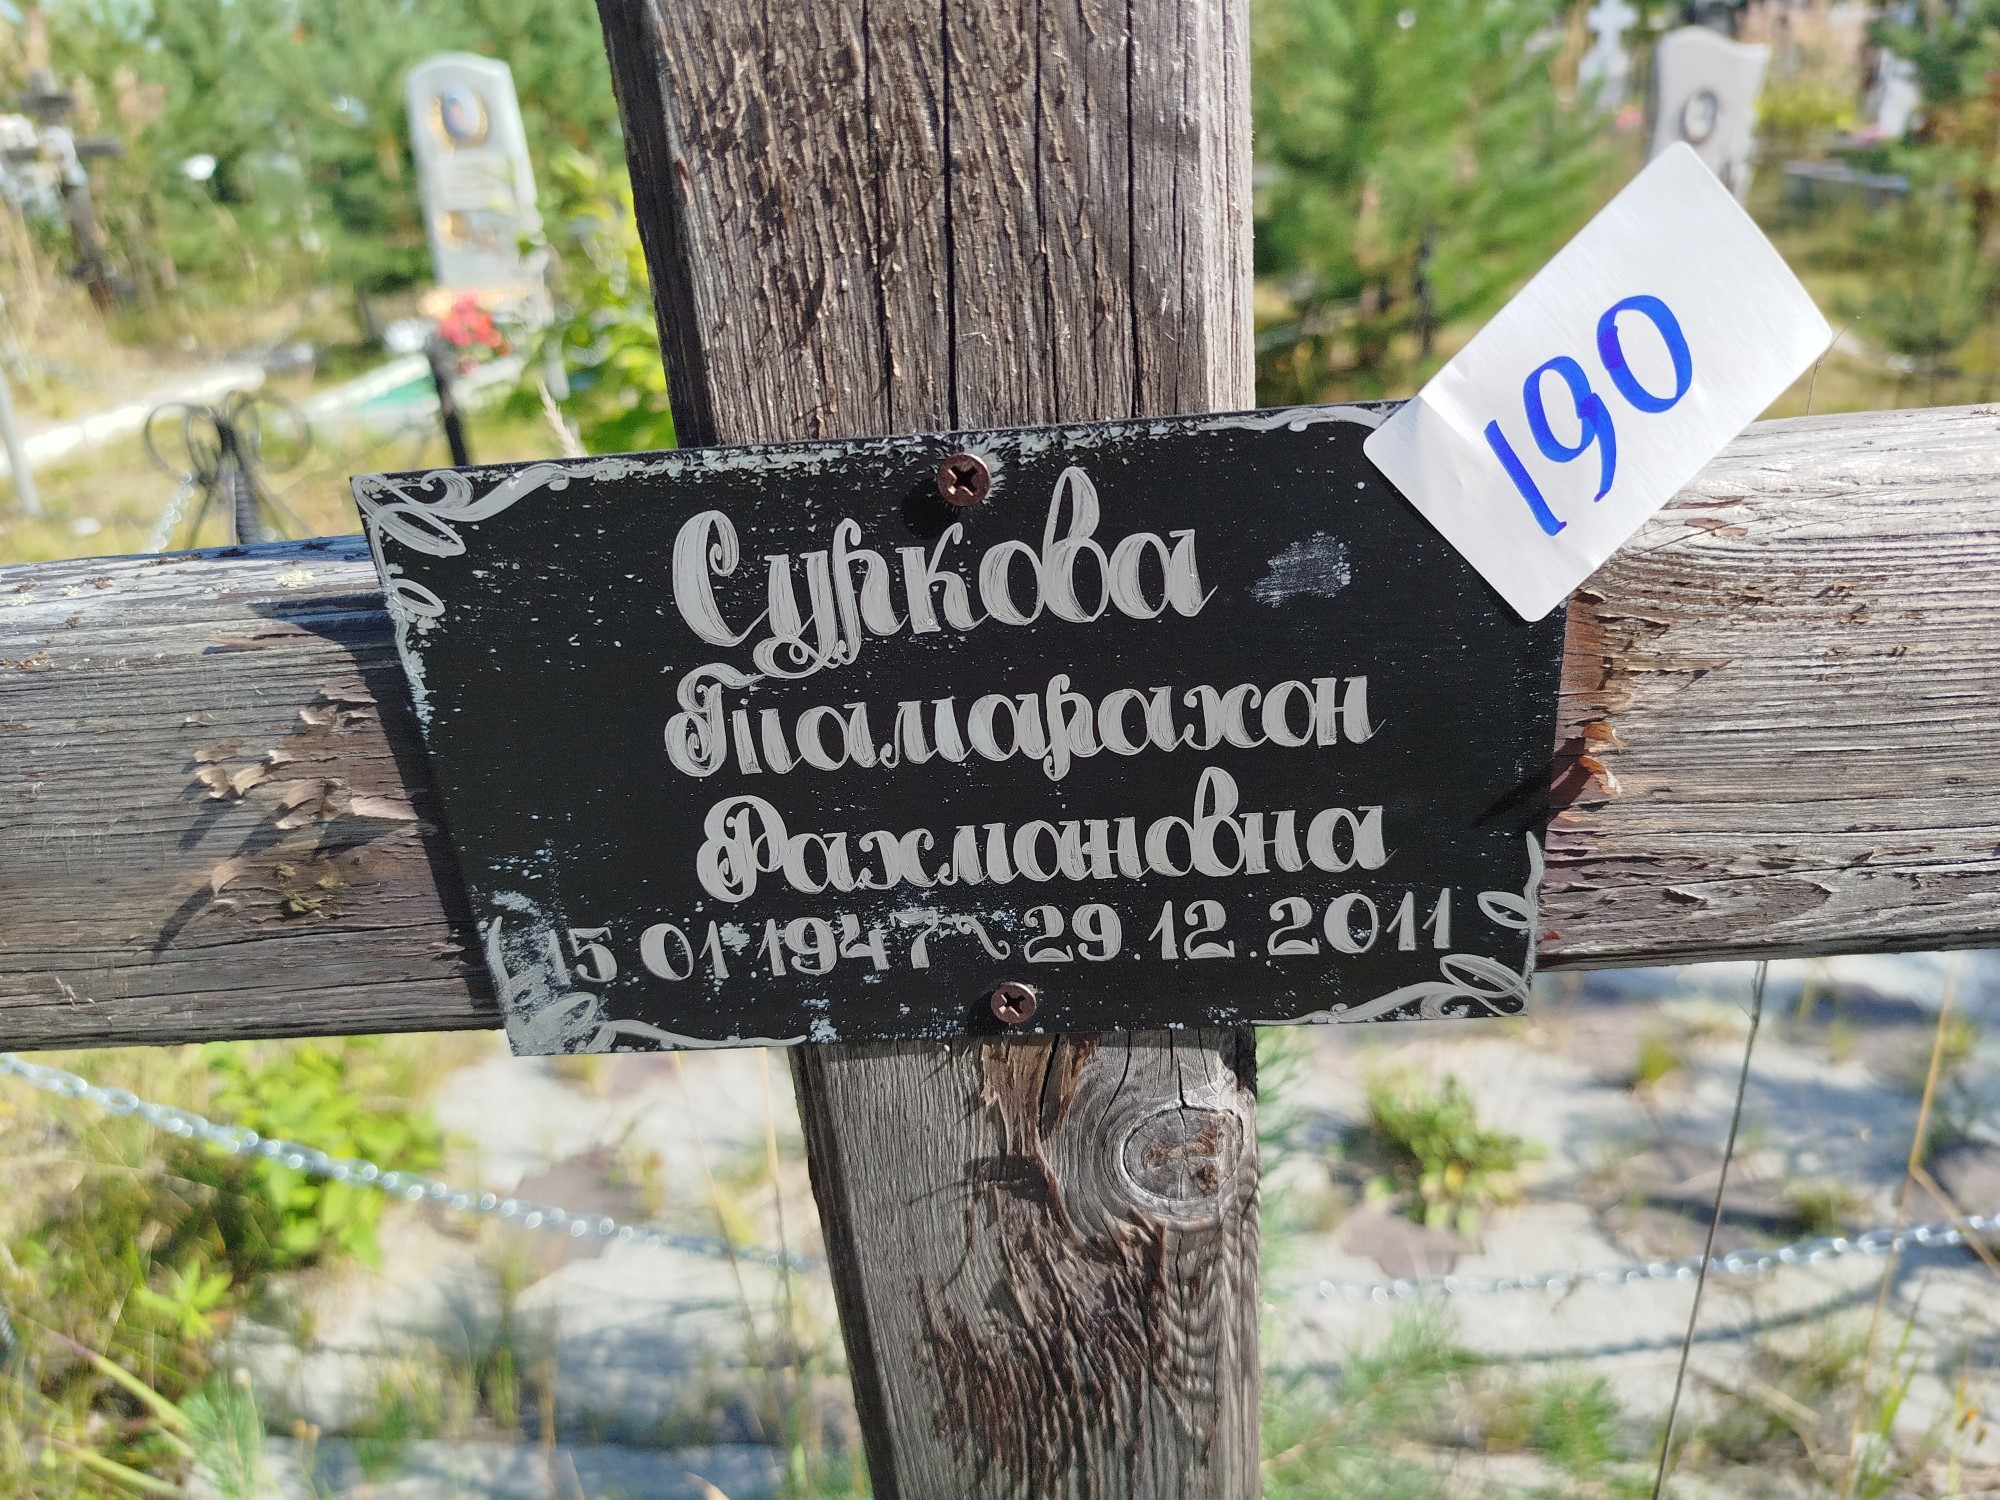 190
Суркова
Тамарахон
Рахмановна
15.01.1947 ~ 29.12.2011